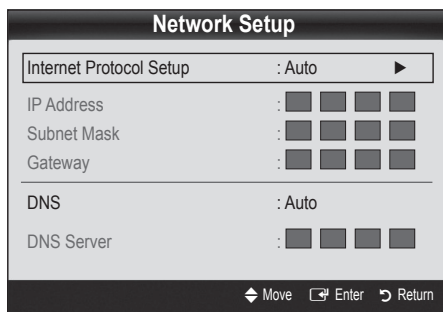 Network Setup
Internet Protocol Setup : Auto ►
IP Address :
Subnet Mask :
Gateway :
DNS : Auto
DNS Server :
Move Enter Return